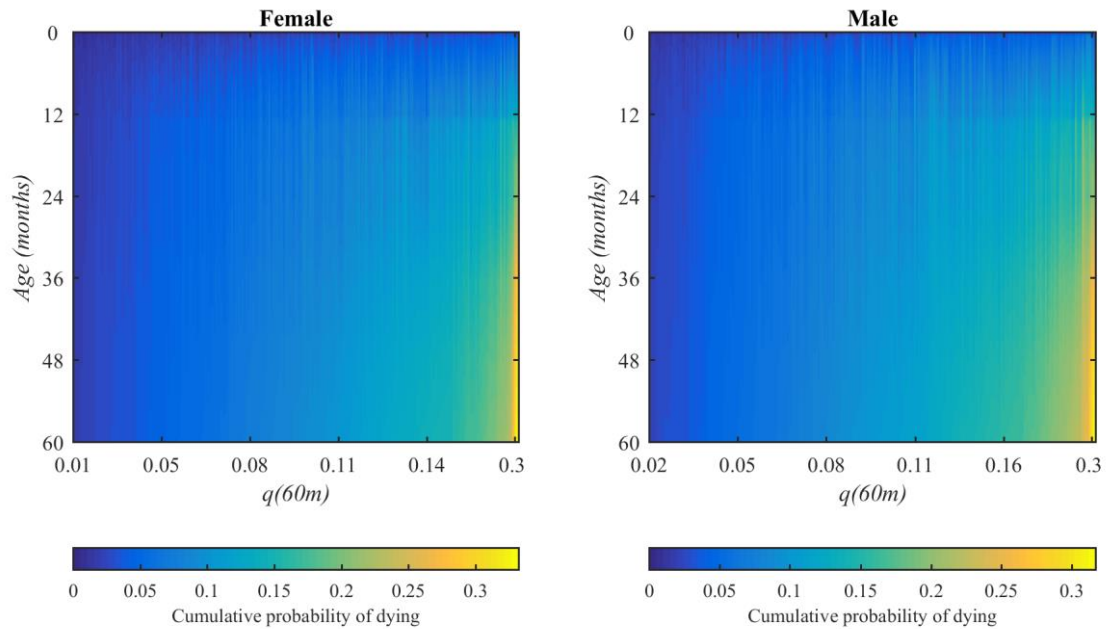 Female
0
12
24
36
48
60
Age (months)
0.01 0.05 0.08 0.11 0.14 0.3
q(60m)
0 0.05 0.1 0.15 0.2 0.25 0.3
Cumulative probability of dying
Male
0
12
24
36
48
60
Age (months)
0.02 0.05 0.08 0.11 0.16 0.3
q(60m)
0 0.05 0.1 0.15 0.2 0.25 0.3
Cumulative probability of dying